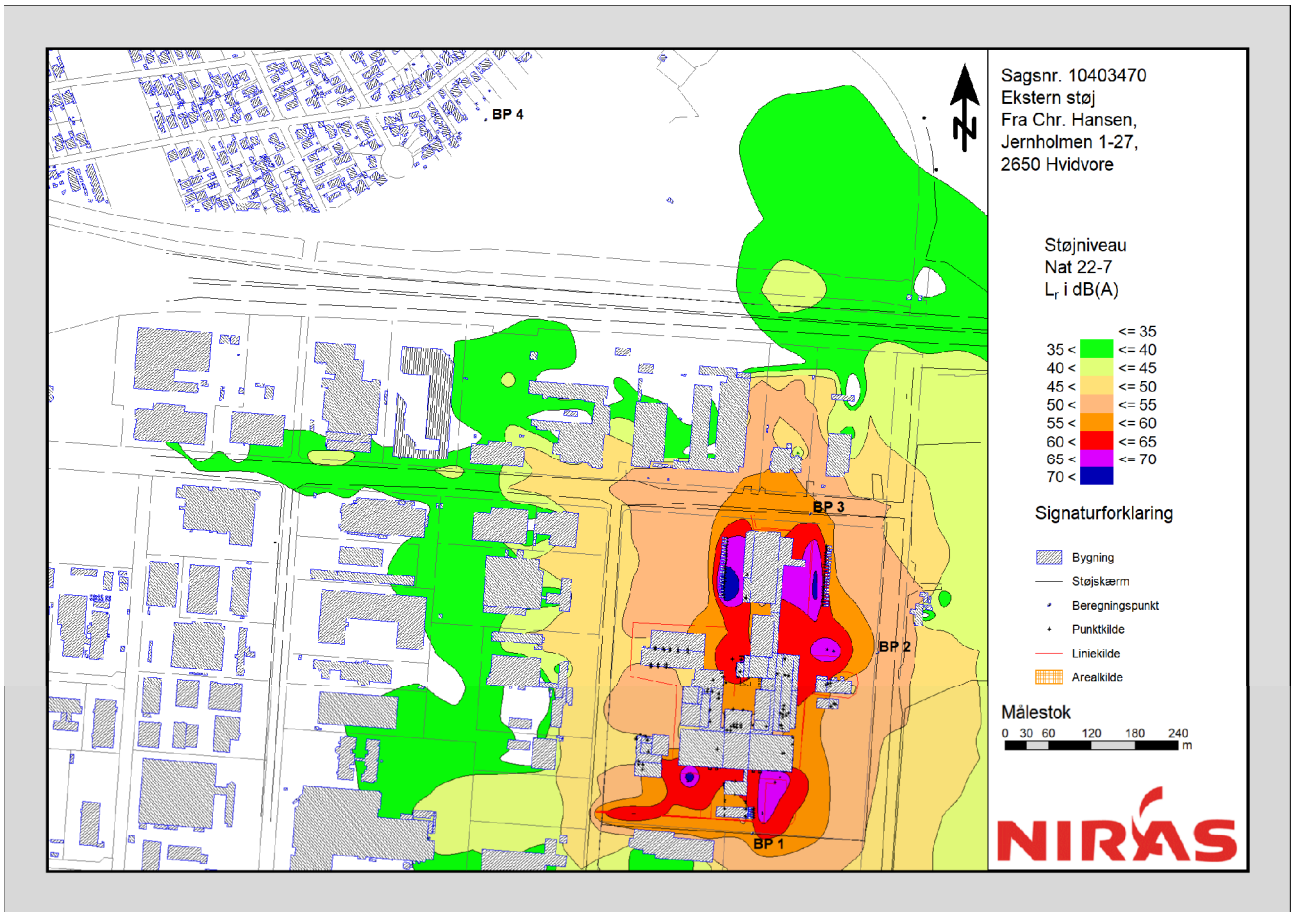 Sagsnr. 10403470
Ekstern støj
Fra Chr. Hansen,
Jernholmen 1-27,
2650 Hvidvore
N
Støjniveau
Nat 22-7
Lr i dB(A)
<= 35
35 < <= 40
40 < <= 45
45 < <= 50
50 < <= 55
55 < <= 60
60 < <= 65
65 < <= 70
70 <
Signaturforklaring
Bygning
Støjskærm
Beregningspunkt
Punktkilde
Liniekilde
Arealkilde
Målestok
0 30 60 120 180 240
m
NIRAS
BP 4
BP 3
BP 2
BP 1